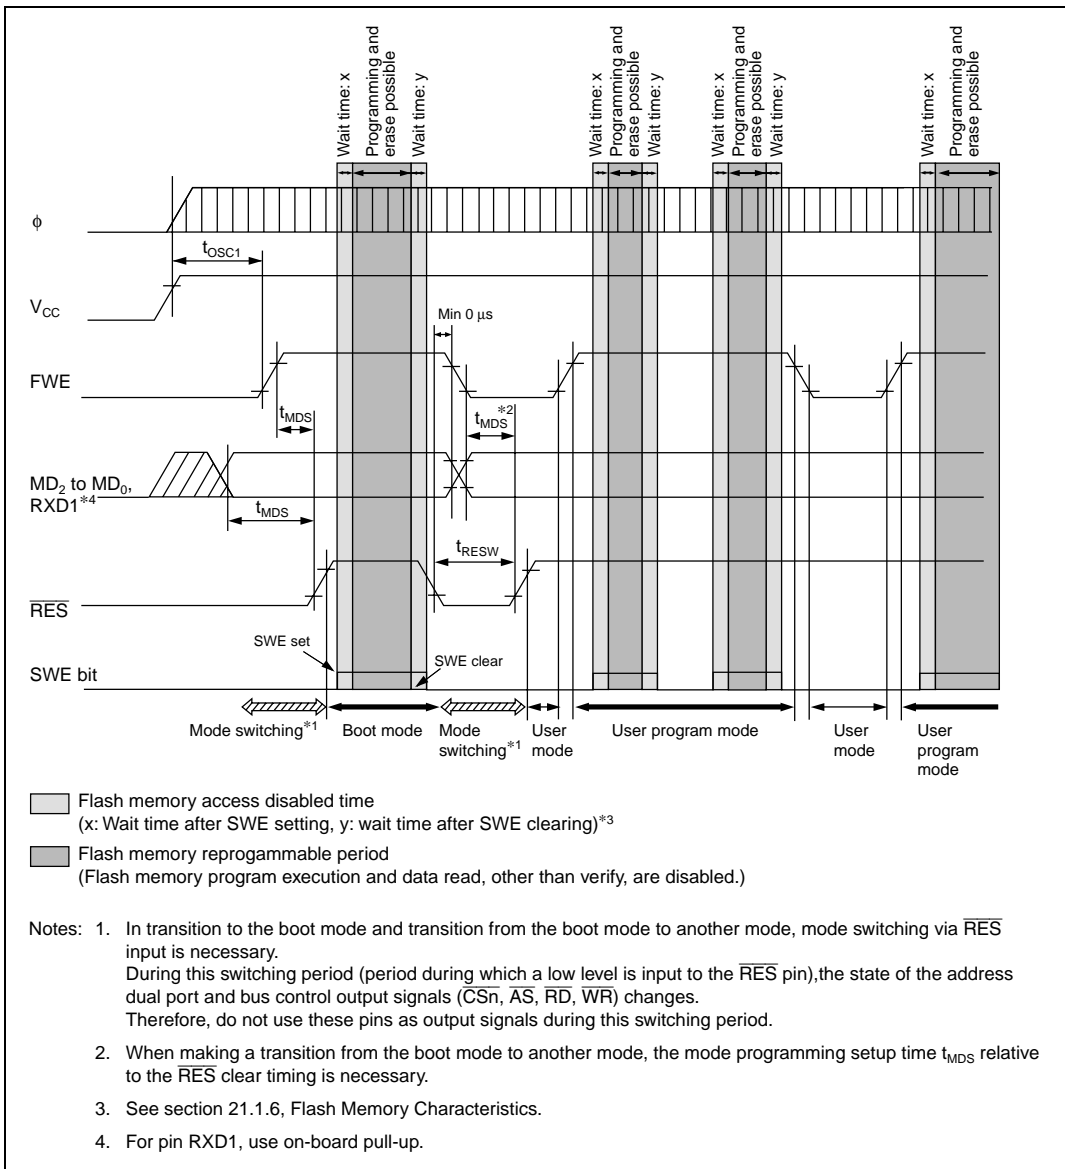 Wait time: x
Programming and
erase possible
Wait time: y
Wait time: x
Programming and
erase possible
Wait time: y
Wait time: x
Programming and
erase possible
Wait time: y
Wait time: x
Programming and
erase possible
ϕ
tOSC1
VCC
Min 0 μs
FWE
tMDS
tMDS*2
MD2 to MD0,
RXD1*4
tMDS
tRESW
RES
SWE set
SWE clear
SWE bit
Mode switching*1
Boot mode
Mode
switching*1
User
mode
User program mode
User
mode
User
program
mode
Flash memory access disabled time
(x: Wait time after SWE setting, y: wait time after SWE clearing)*3
Flash memory reprogammable period
(Flash memory program execution and data read, other than verify, are disabled.)
Notes: 1. In transition to the boot mode and transition from the boot mode to another mode, mode switching via RES
input is necessary.
During this switching period (period during which a low level is input to the RES pin),the state of the address
dual port and bus control output signals (CSn, AS, RD, WR) changes.
Therefore, do not use these pins as output signals during this switching period.
2. When making a transition from the boot mode to another mode, the mode programming setup time tMDS relative
to the RES clear timing is necessary.
3. See section 21.1.6, Flash Memory Characteristics.
4. For pin RXD1, use on-board pull-up.